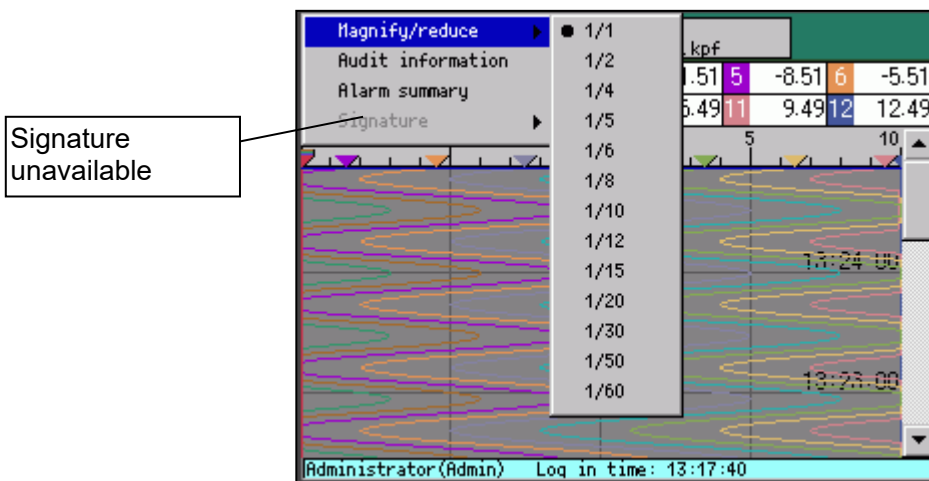 Magnify/reduce
Audit information
Alarm summary
Signature
Signature
unavailable
1/1
1/2
1/4
1/5
1/6
1/8
1/10
1/12
1/15
1/20
1/30
1/50
1/60
.kpf
.51 5 -8.51 6 -5.51
.49 11 9.49 12 12.49
5 10
13:24:00
13:23:00
Administrator(Admin) Log in time: 13:17:40